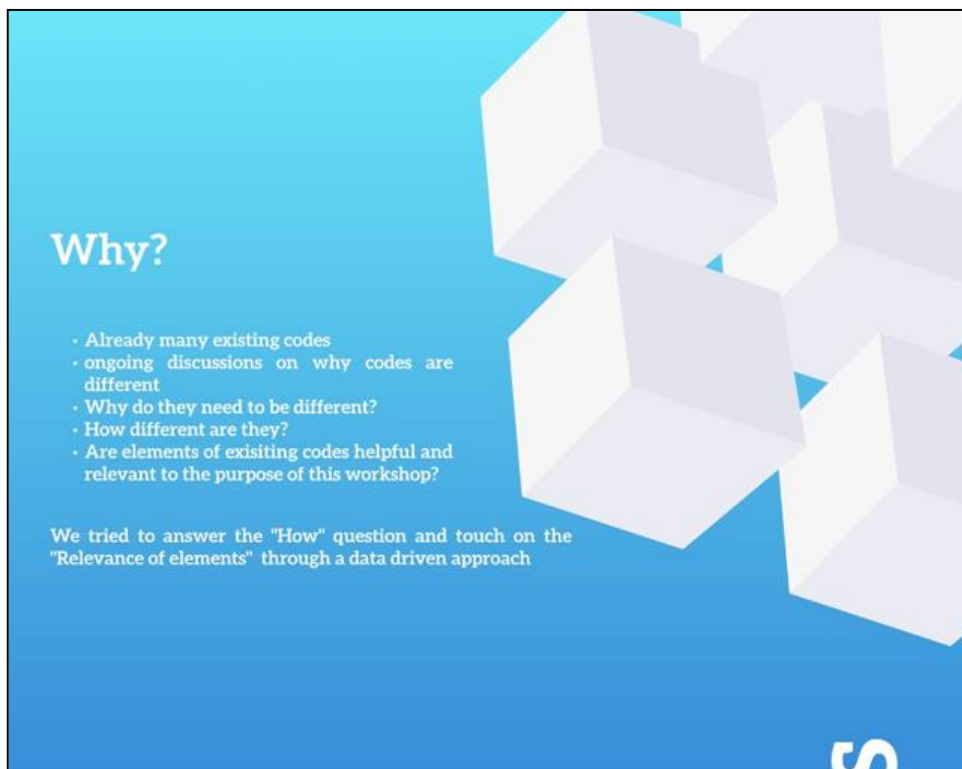 Why?
· Already many existing codes
· ongoing discussions on why codes are
different
· Why do they need to be different?
· How different are they?
· Are elements of exisiting codes helpful and
relevant to the purpose of this workshop?
We tried to answer the "How" question and touch on the
"Relevance of elements" through a data driven approach
S